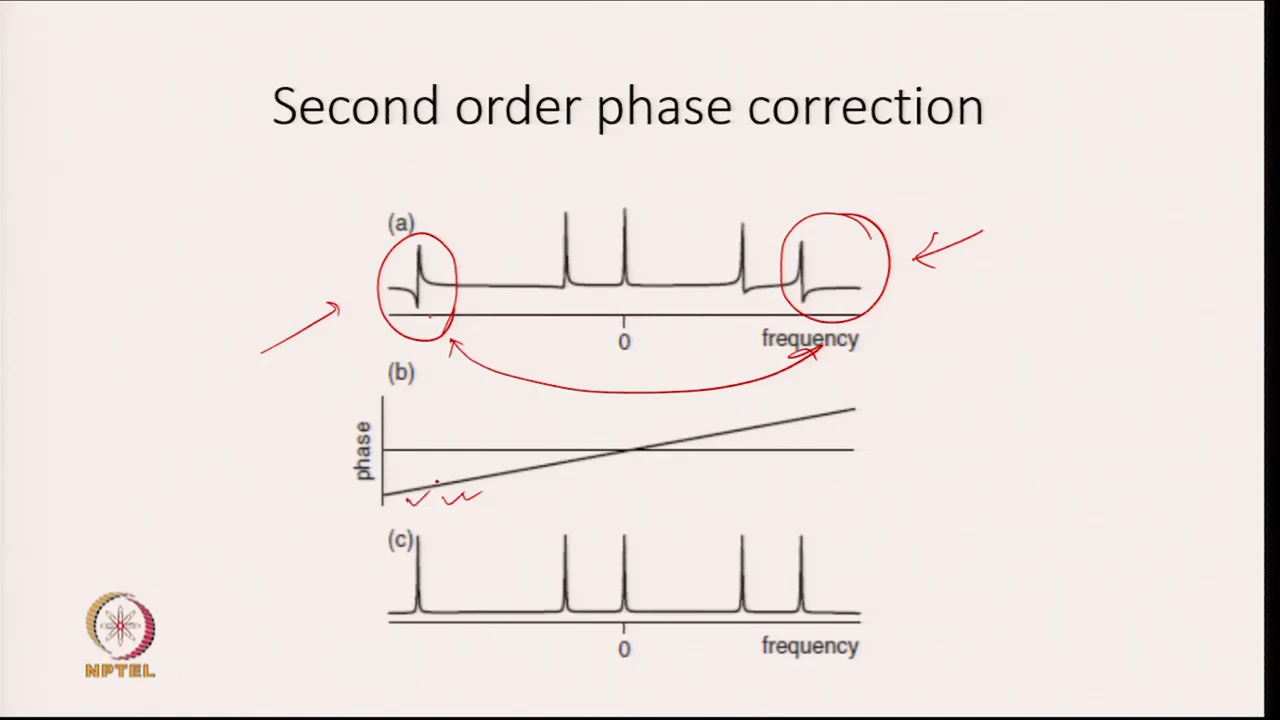 Second order phase correction
(a)
0
frequency
(b)
phase
(c)
0
frequency
NPTEL